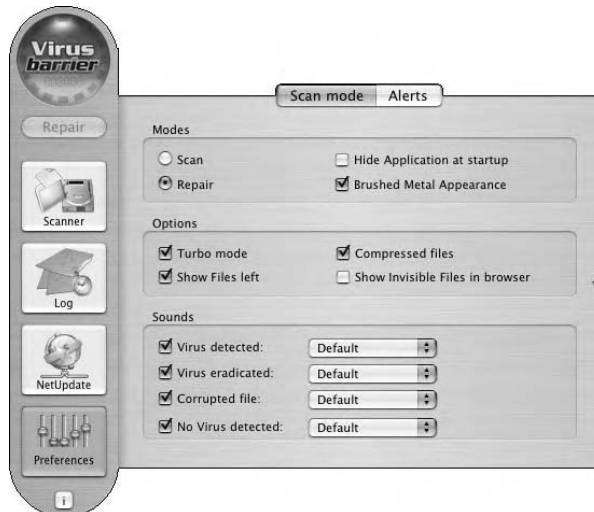 Virus
barrier
Repair
Scanner
Log
NetUpdate
Preferences
i
Scan mode Alerts
Modes
Scan Hide Application at startup
Repair Brushed Metal Appearance
Options
Turbo mode Compressed files
Show Files left Show Invisible Files in browser
Sounds
Virus detected: Default
Virus eradicated: Default
Corrupted file: Default
No Virus detected: Default